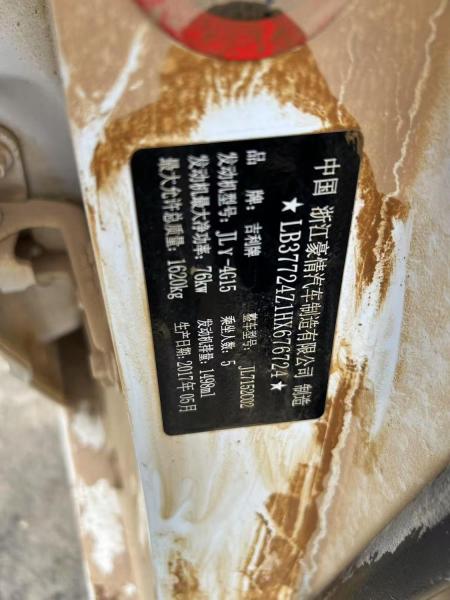 中国 浙江豪情汽车制造有限公司 制造
★LB37724Z1HX676724★
品 牌：吉利牌 整车型号：JL7152002
发动机型号：JLY-4G15 乘坐人数：5
发动机最大净功率：76kw 发动机排量：1498ml
最大允许总质量：1620kg 生产日期：2017年05月